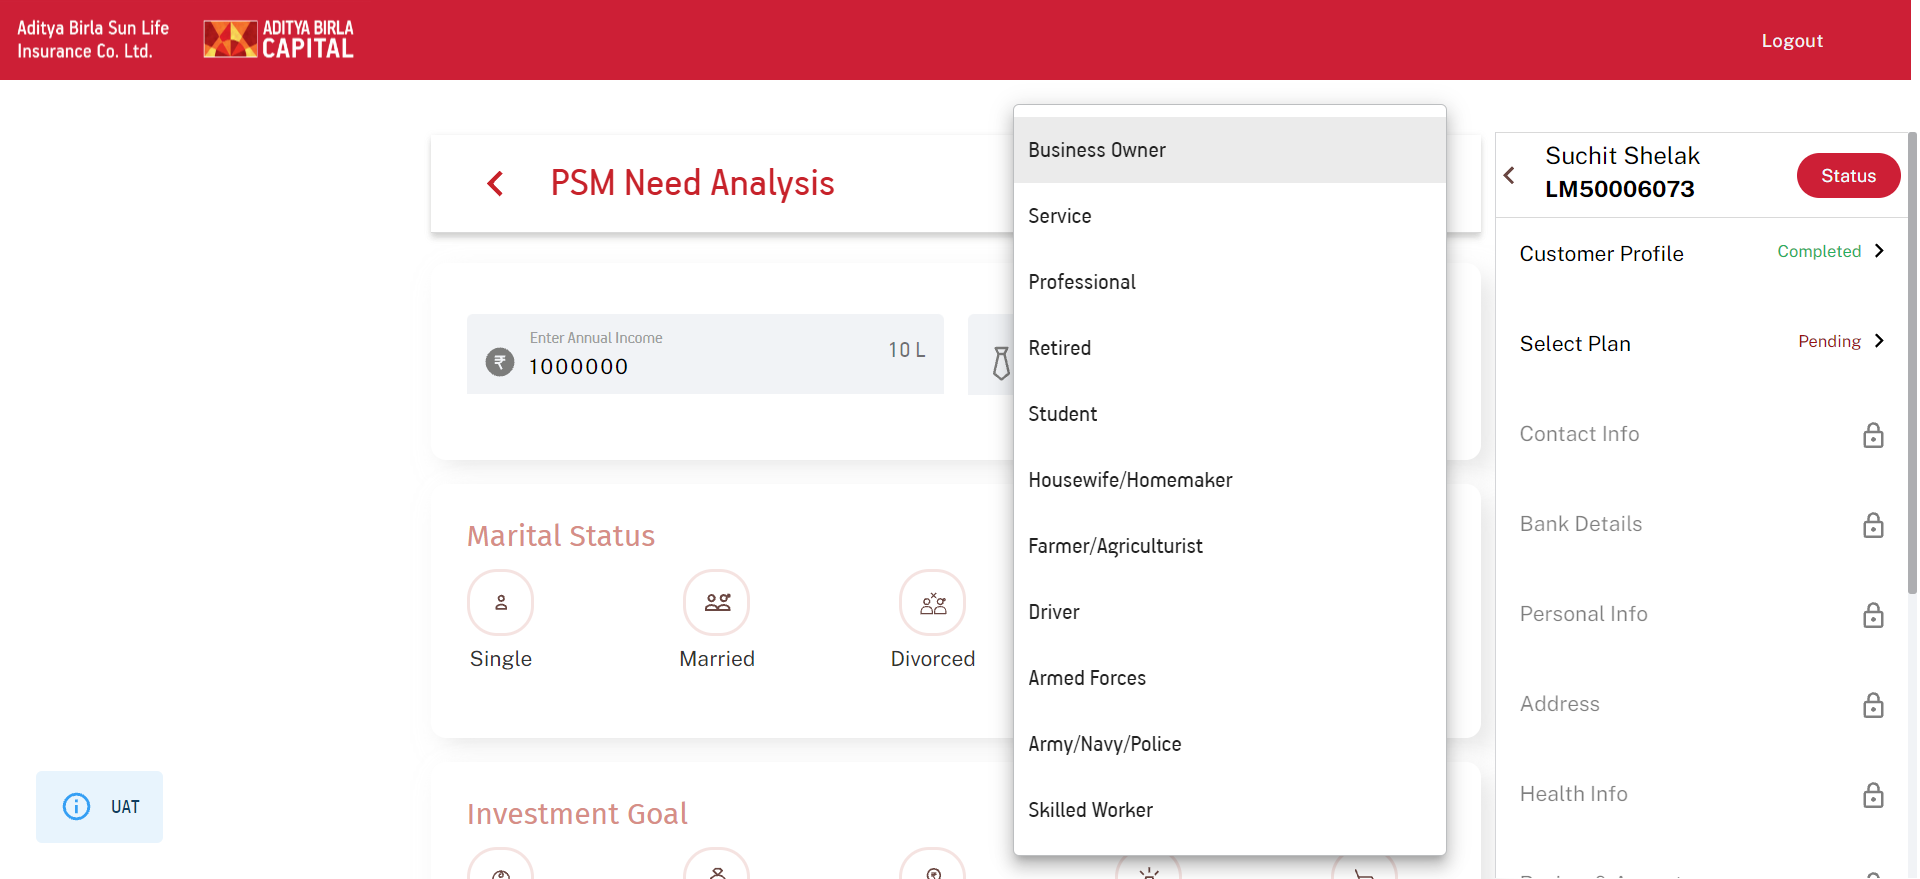 Aditya Birla Sun Life
Insurance Co. Ltd.
ADITYA BIRLA
CAPITAL
Logout
PSM Need Analysis
Enter Annual Income
1000000
10 L
Business Owner
Service
Professional
Retired
Student
Housewife/Homemaker
Farmer/Agriculturist
Driver
Armed Forces
Army/Navy/Police
Skilled Worker
Marital Status
Single
Married
Divorced
Investment Goal
UAT
Suchit Shelak
LM50006073
Status
Customer Profile
Completed
Select Plan
Pending
Contact Info
Bank Details
Personal Info
Address
Health Info